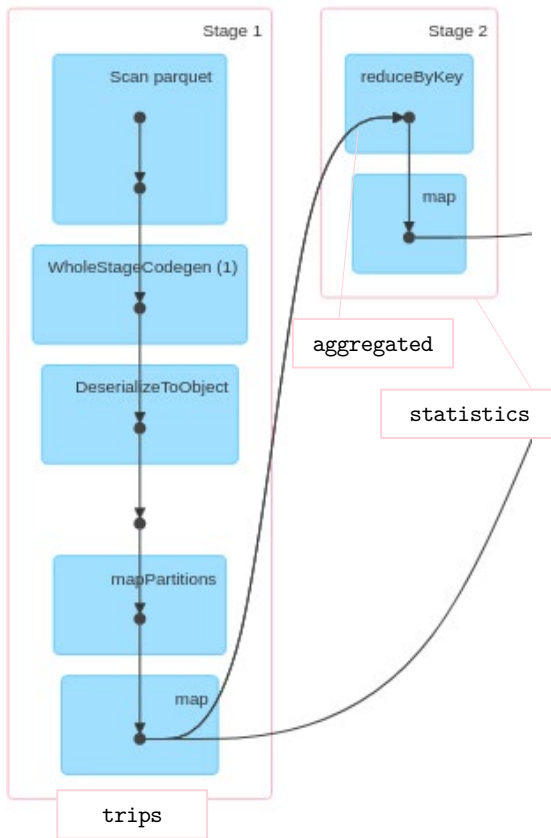 Stage 1
Scan parquet
WholeStageCodegen (1)
DeserializeToObject
mapPartitions
map
trips
Stage 2
reduceByKey
map
aggregated
statistics